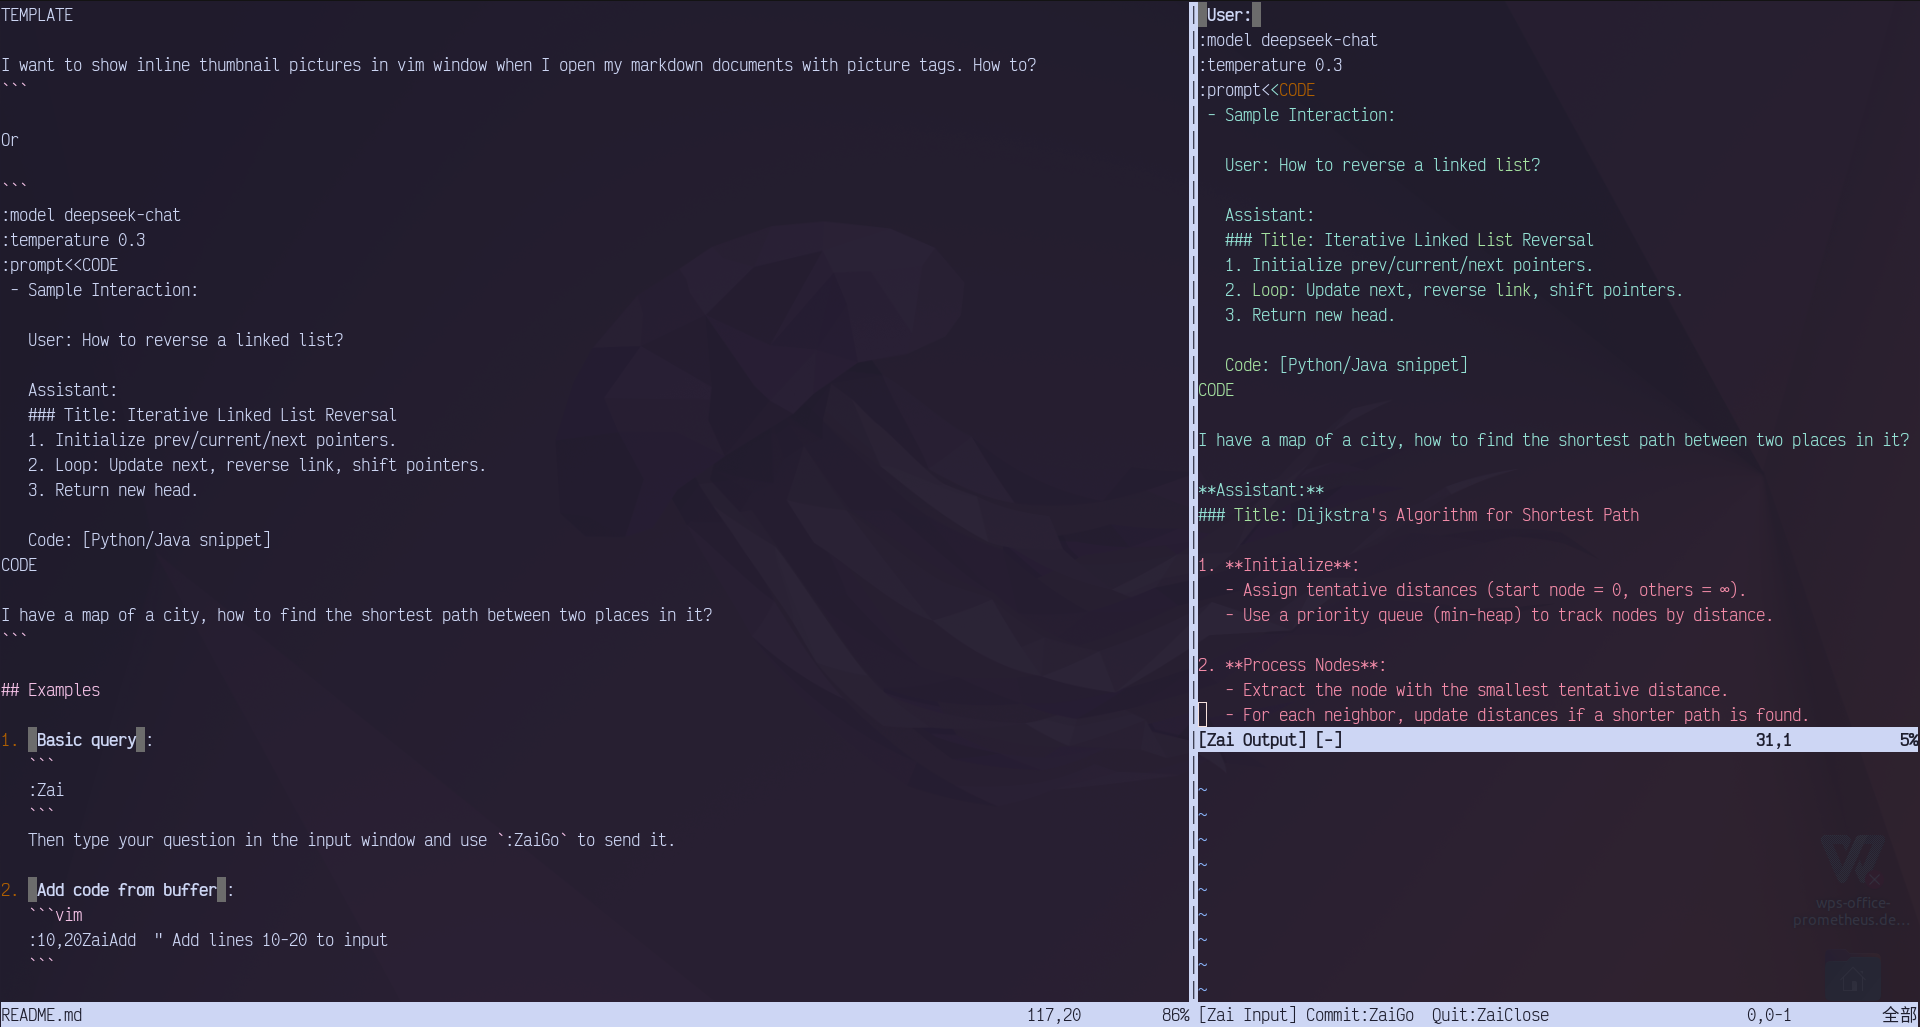 TEMPLATE
I want to show inline thumbnail pictures in vim window when I open my markdown documents with picture tags. How to?
```
Or
```
:model deepseek-chat
:temperature 0.3
:prompt<<CODE
- Sample Interaction:
User: How to reverse a linked list?
Assistant:
### Title: Iterative Linked List Reversal
1. Initialize prev/current/next pointers.
2. Loop: Update next, reverse link, shift pointers.
3. Return new head.
Code: [Python/Java snippet]
CODE
I have a map of a city, how to find the shortest path between two places in it?
```
## Examples
1. Basic query :
```
:Zai
```
Then type your question in the input window and use `:ZaiGo` to send it.
2. Add code from buffer :
```vim
:10,20ZaiAdd  " Add lines 10-20 to input
```
README.md 117,20 86%
User:
:model deepseek-chat
:temperature 0.3
:prompt<<CODE
- Sample Interaction:
User: How to reverse a linked list?
Assistant:
### Title: Iterative Linked List Reversal
1. Initialize prev/current/next pointers.
2. Loop: Update next, reverse link, shift pointers.
3. Return new head.
Code: [Python/Java snippet]
CODE
I have a map of a city, how to find the shortest path between two places in it?
**Assistant:**
### Title: Dijkstra's Algorithm for Shortest Path
1. **Initialize**:
- Assign tentative distances (start node = 0, others = ∞).
- Use a priority queue (min-heap) to track nodes by distance.
2. **Process Nodes**:
- Extract the node with the smallest tentative distance.
- For each neighbor, update distances if a shorter path is found.
[Zai Output] [-] 31,1 5%
~
~
~
~
~
~
~
~
~
wps-office-
prometheus.de...
[Zai Input] Commit:ZaiGo  Quit:ZaiClose 0,0-1 全部